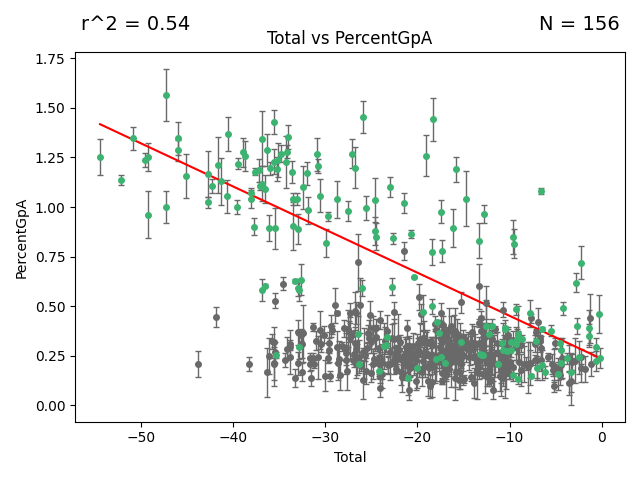 r^2 = 0.54
N = 156
Total vs PercentGpA
1.75
1.50
1.25
1.00
0.75
0.50
0.25
0.00
PercentGpA
−50
−40
−30
−20
−10
0
Total